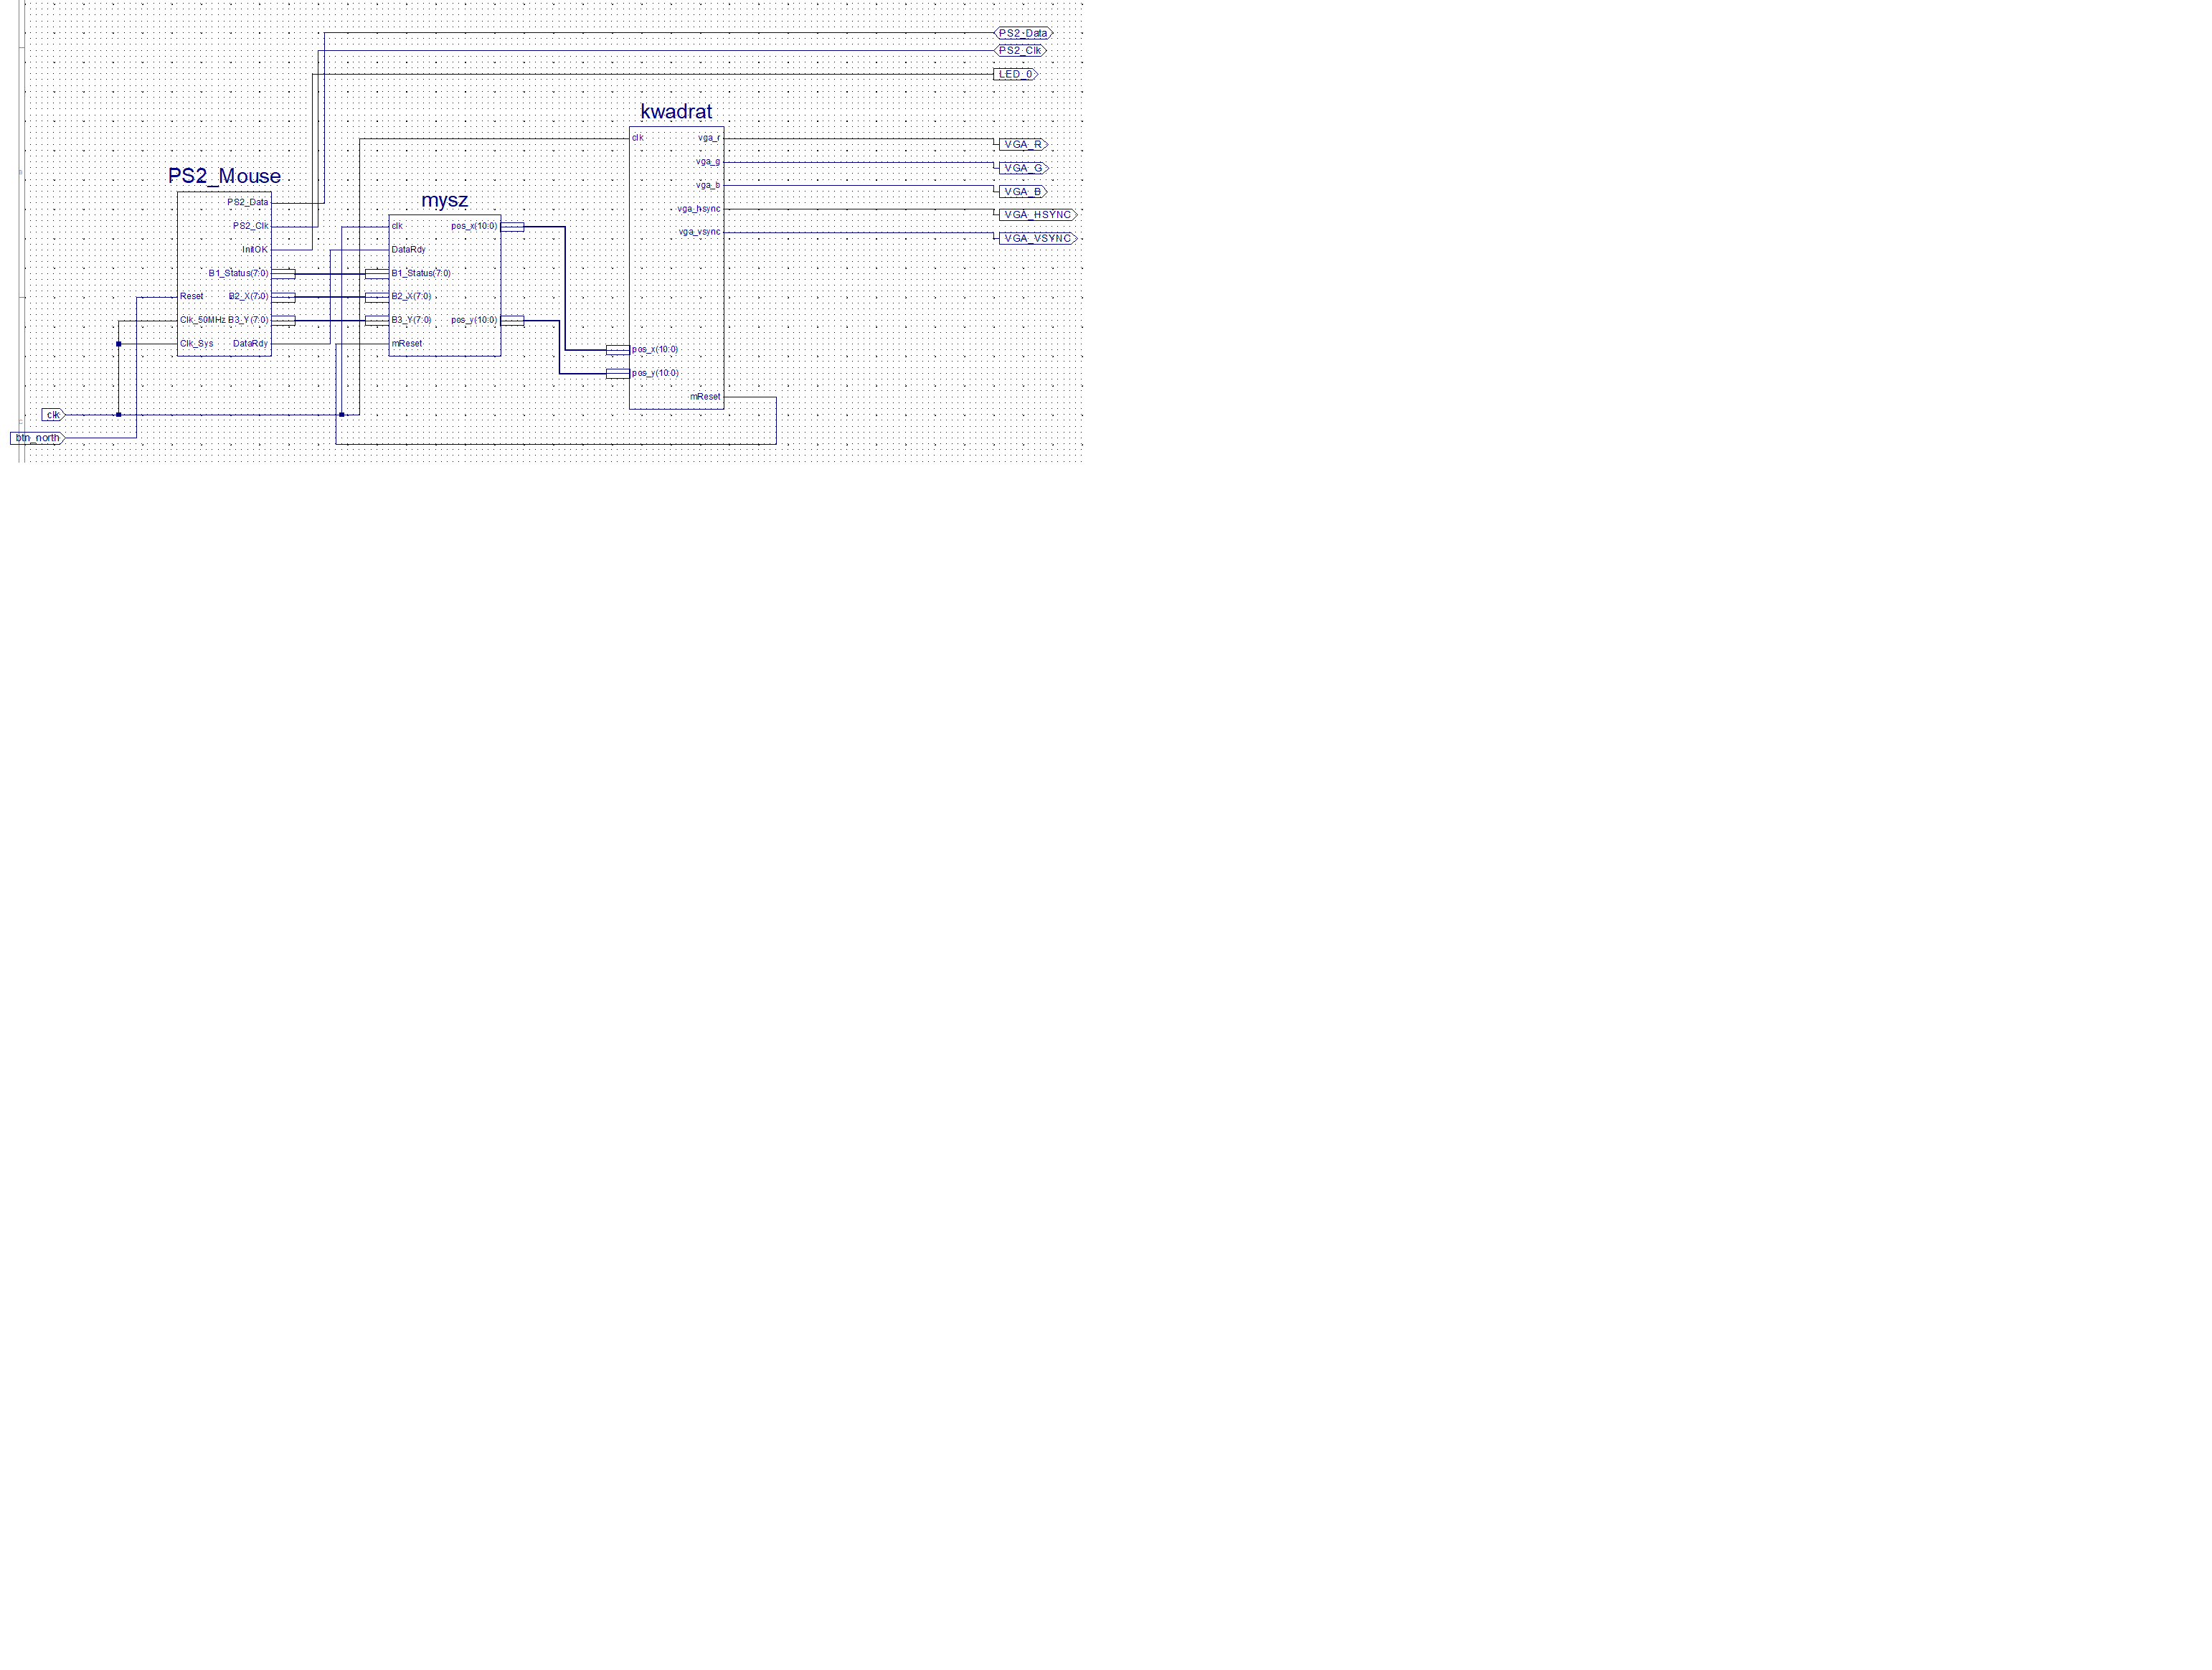 PS2_Data
PS2_Clk
LED_0
kwadrat
clk vga_r
VGA_R
vga_g
VGA_G
vga_b
VGA_B
vga_hsync
VGA_HSYNC
vga_vsync
VGA_VSYNC
pos_x(10:0)
pos_y(10:0)
mReset
PS2_Mouse
PS2_Data
PS2_Clk
InitOK
B1_Status(7:0)
Reset B2_X(7:0)
Clk_50MHz B3_Y(7:0)
Clk_Sys DataRdy
mysz
clk pos_x(10:0)
DataRdy
B1_Status(7:0)
B2_X(7:0)
B3_Y(7:0) pos_y(10:0)
mReset
clk
btn_north